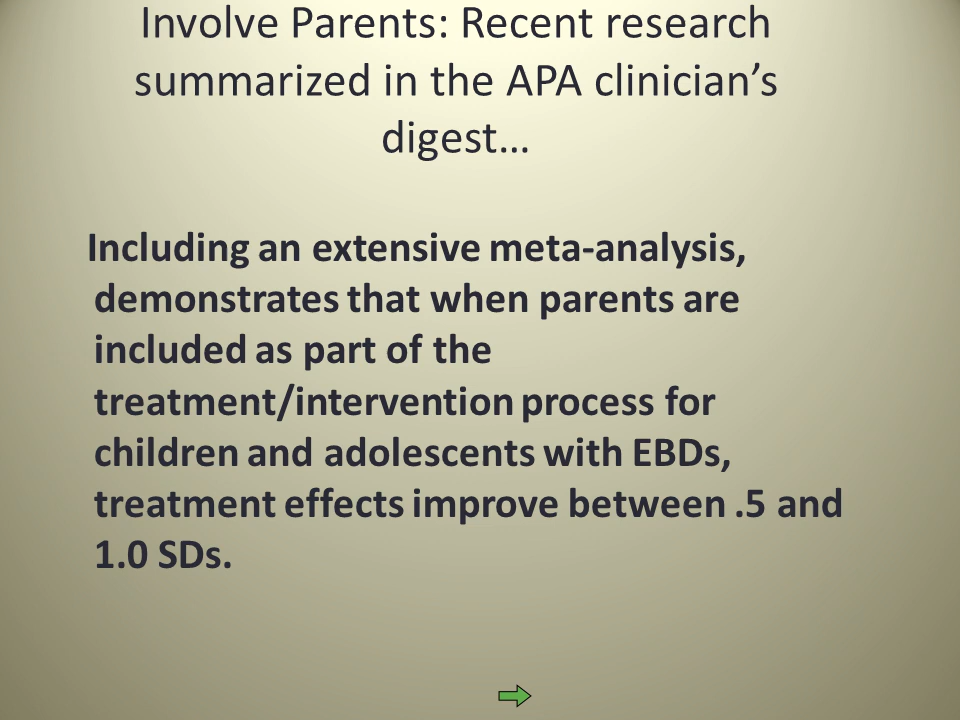 Involve Parents: Recent research
summarized in the APA clinician’s
digest…
Including an extensive meta-analysis,
demonstrates that when parents are
included as part of the
treatment/intervention process for
children and adolescents with EBDs,
treatment effects improve between .5 and
1.0 SDs.